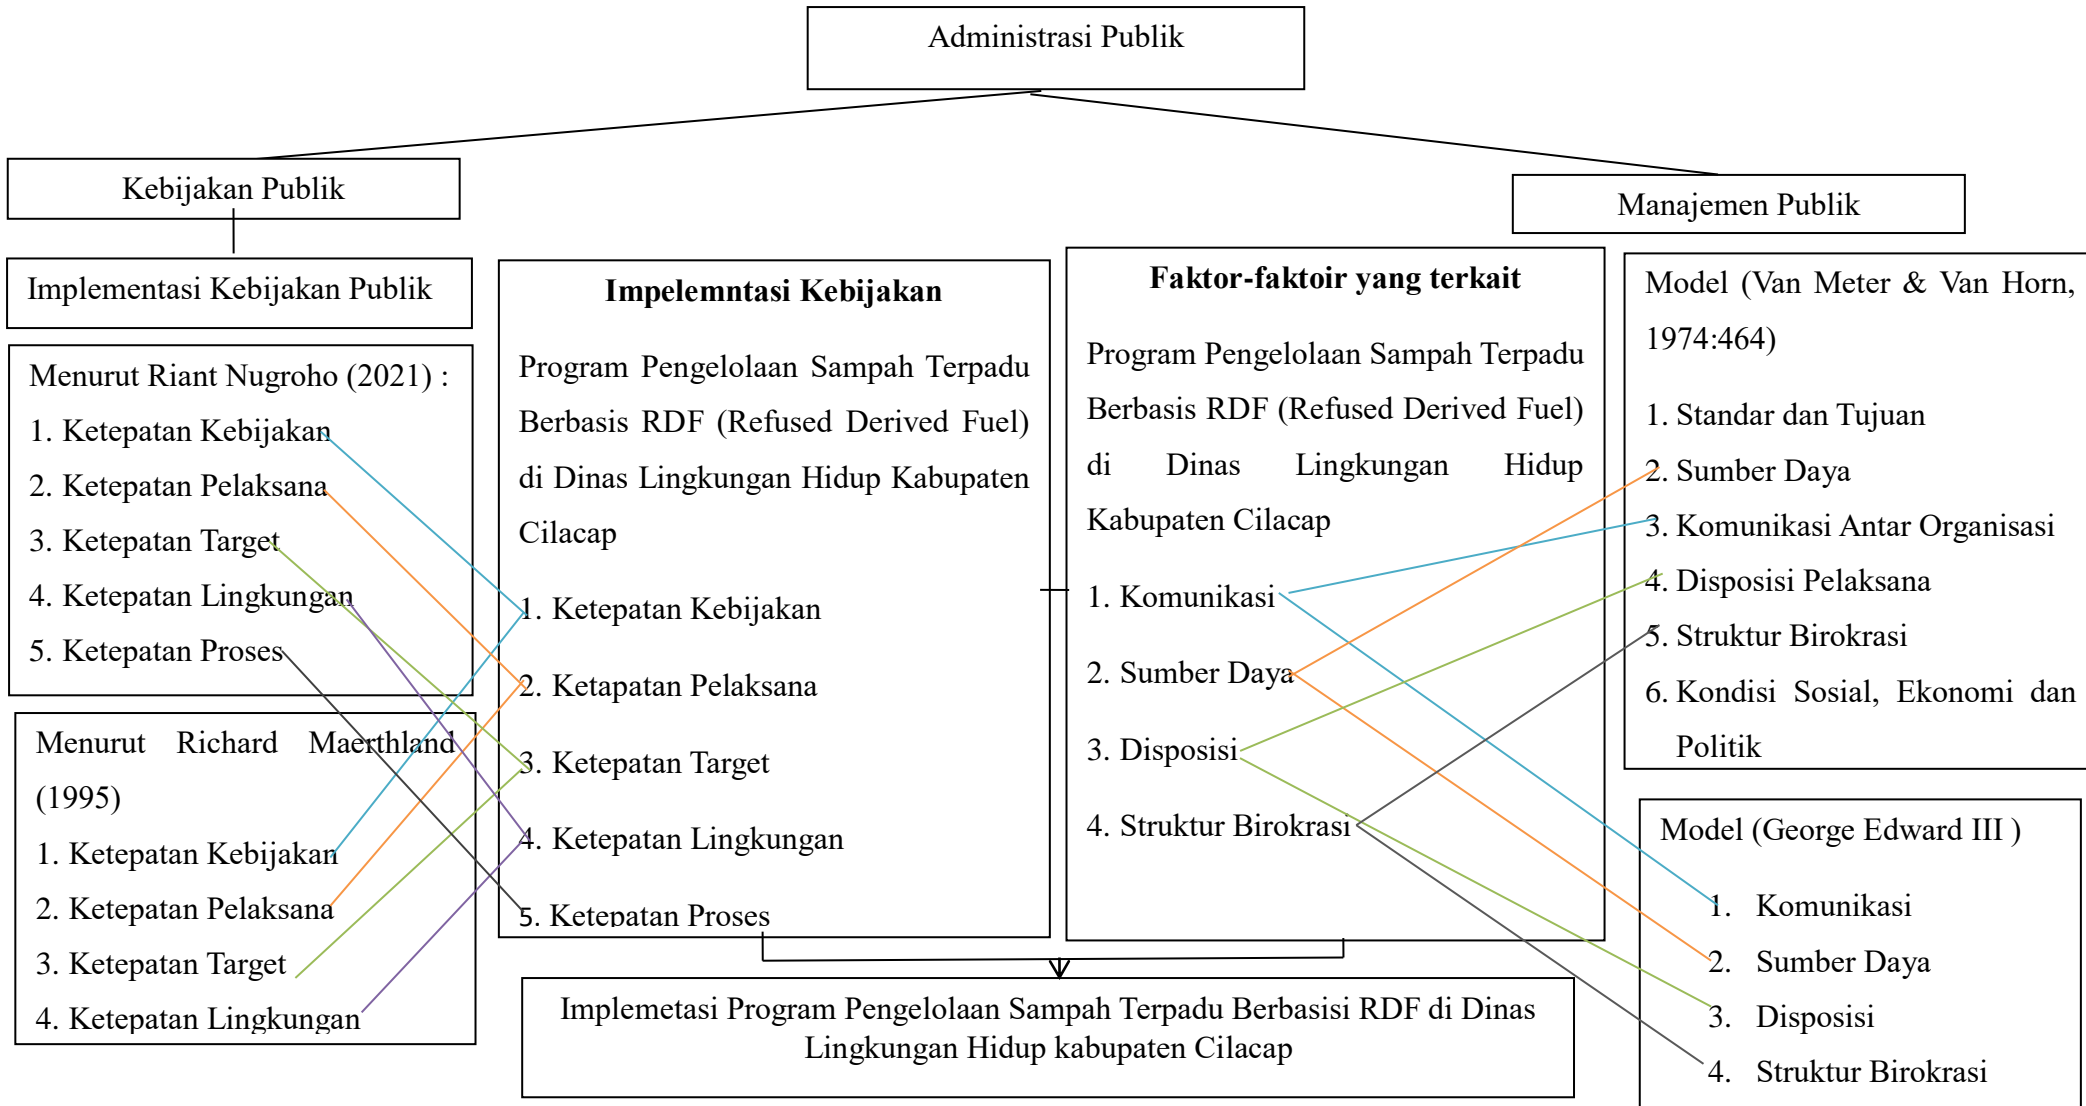 Administrasi Publik
Kebijakan Publik
Manajemen Publik
Implementasi Kebijakan Publik
Menurut Riant Nugroho (2021) :
1. Ketepatan Kebijakan
2. Ketepatan Pelaksana
3. Ketepatan Target
4. Ketepatan Lingkungan
5. Ketepatan Proses
Menurut Richard Maerthland
(1995)
1. Ketepatan Kebijakan
2. Ketepatan Pelaksana
3. Ketepatan Target
4. Ketepatan Lingkungan
Impelemntasi Kebijakan
Program Pengelolaan Sampah Terpadu
Berbasis RDF (Refused Derived Fuel)
di Dinas Lingkungan Hidup Kabupaten
Cilacap
1. Ketepatan Kebijakan
2. Ketapatan Pelaksana
3. Ketepatan Target
4. Ketepatan Lingkungan
5. Ketepatan Proses
Faktor-faktoir yang terkait
Program Pengelolaan Sampah Terpadu
Berbasis RDF (Refused Derived Fuel)
di Dinas Lingkungan Hidup
Kabupaten Cilacap
1. Komunikasi
2. Sumber Daya
3. Disposisi
4. Struktur Birokrasi
Model (Van Meter & Van Horn,
1974:464)
1. Standar dan Tujuan
2. Sumber Daya
3. Komunikasi Antar Organisasi
4. Disposisi Pelaksana
5. Struktur Birokrasi
6. Kondisi Sosial, Ekonomi dan
Politik
Model (George Edward III )
1. Komunikasi
2. Sumber Daya
3. Disposisi
4. Struktur Birokrasi
Implemetasi Program Pengelolaan Sampah Terpadu Berbasisi RDF di Dinas
Lingkungan Hidup kabupaten Cilacap